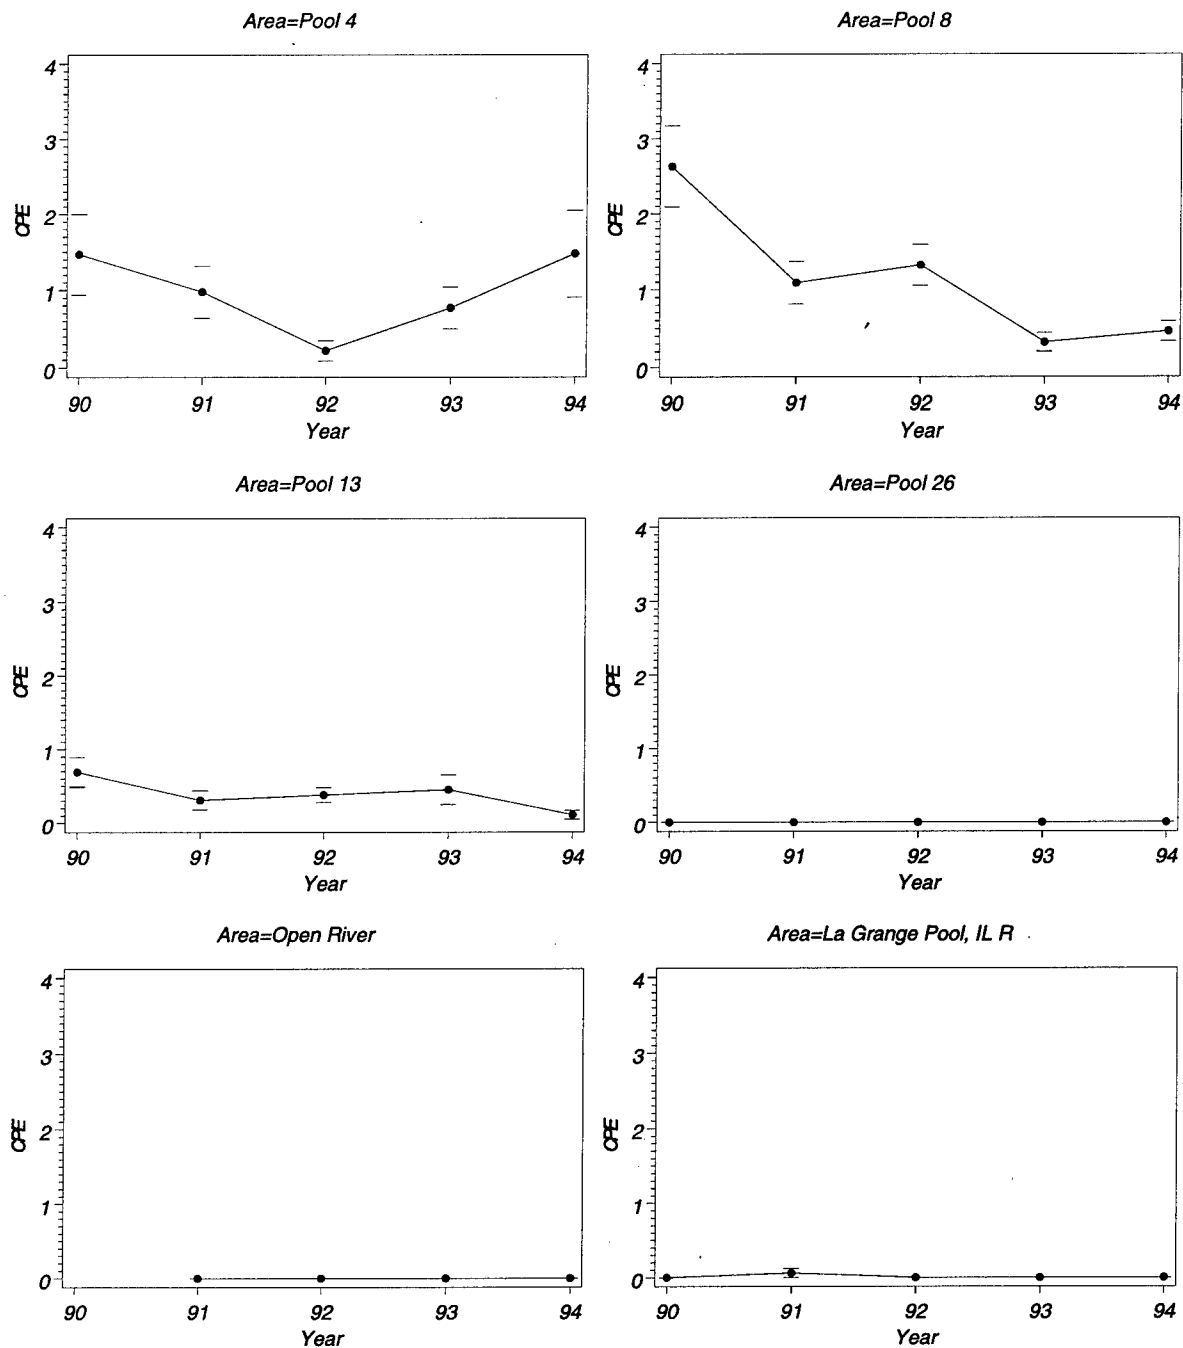 Area=Pool 4
4
3
2
1
0
CPE
90 91 92 93 94
Year
Area=Pool 8
4
3
2
1
0
CPE
90 91 92 93 94
Year
Area=Pool 13
4
3
2
1
0
CPE
90 91 92 93 94
Year
Area=Pool 26
4
3
2
1
0
CPE
90 91 92 93 94
Year
Area=Open River
4
3
2
1
0
CPE
90 91 92 93 94
Year
Area=La Grange Pool, IL R
4
3
2
1
0
CPE
90 91 92 93 94
Year